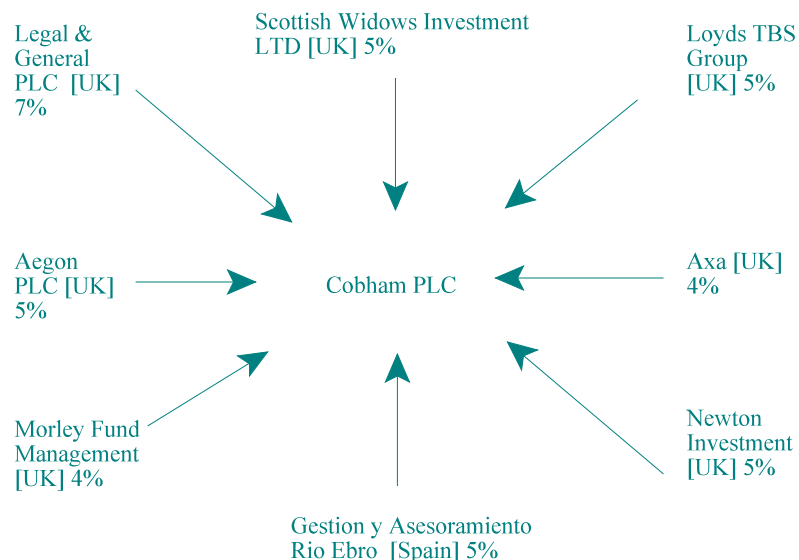 Legal &
General
PLC [UK]
7%
Scottish Widows Investment
LTD [UK] 5%
Loyds TBS
Group
[UK] 5%
Aegon
PLC [UK]
5%
Cobham PLC
Axa [UK]
4%
Morley Fund
Management
[UK] 4%
Gestion y Asesoramiento
Rio Ebro [Spain] 5%
Newton
Investment
[UK] 5%